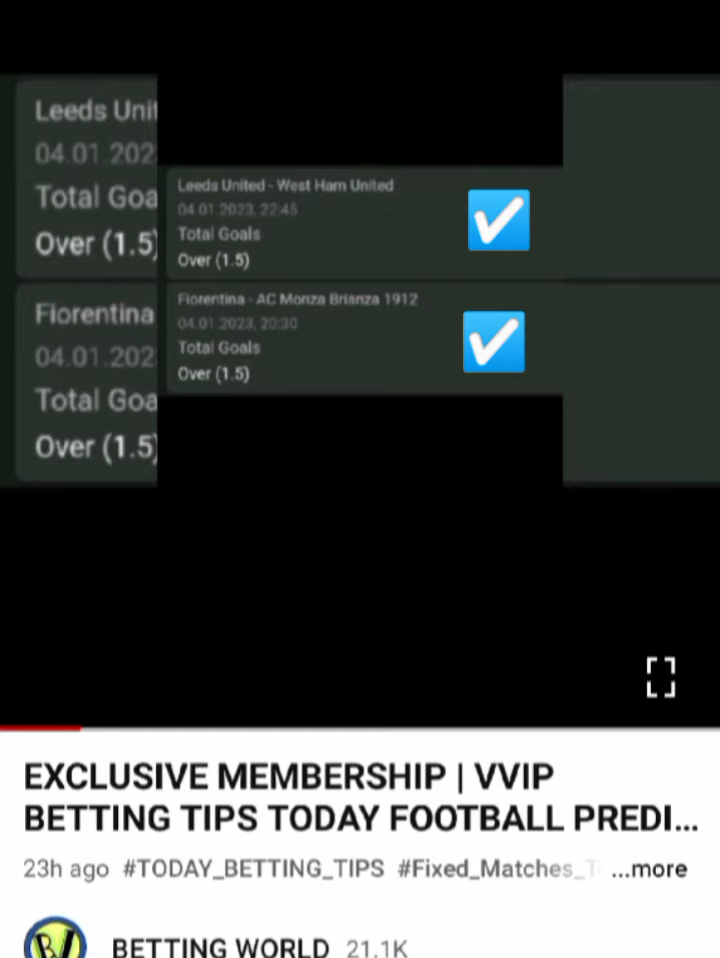 Leeds Unit
04.01.202
Total Goa
Over (1.5)
Leeds United - West Ham United
04.01.2023, 22:45
Total Goals
Over (1.5)
Fiorentina
04.01.202
Total Goa
Over (1.5)
Fiorentina - AC Monza Brianza 1912
04.01.2023, 20:30
Total Goals
Over (1.5)
EXCLUSIVE MEMBERSHIP | VVIP
BETTING TIPS TODAY FOOTBALL PREDI...
23h ago #TODAY_BETTING_TIPS #Fixed_Matches_T ...more
BETTING WORLD 21.1K